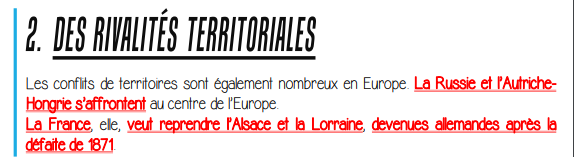 2. DES RIVALITÉS TERRITORIALES
Les conflits de territoires sont également nombreux en Europe. La Russie et l'Autriche-
Hongrie s'affrontent au centre de l'Europe.
La France, elle, veut reprendre l'Alsace et la Lorraine, devenues allemandes après la
défaite de 1871.